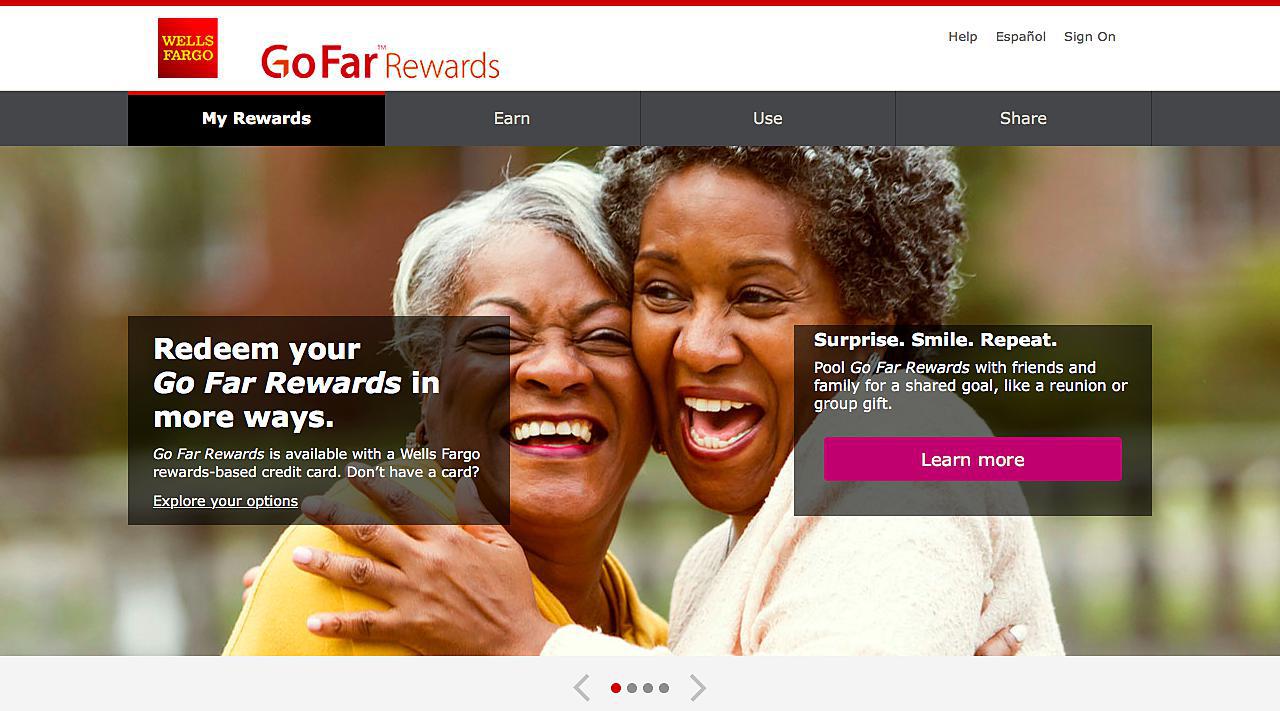 WELLS
FARGO
GoFar™ Rewards
Help Español Sign On
My Rewards Earn Use Share
Redeem your
Go Far Rewards in
more ways.
Go Far Rewards is available with a Wells Fargo
rewards-based credit card. Don’t have a card?
Explore your options
Surprise. Smile. Repeat.
Pool Go Far Rewards with friends and
family for a shared goal, like a reunion or
group gift.
Learn more